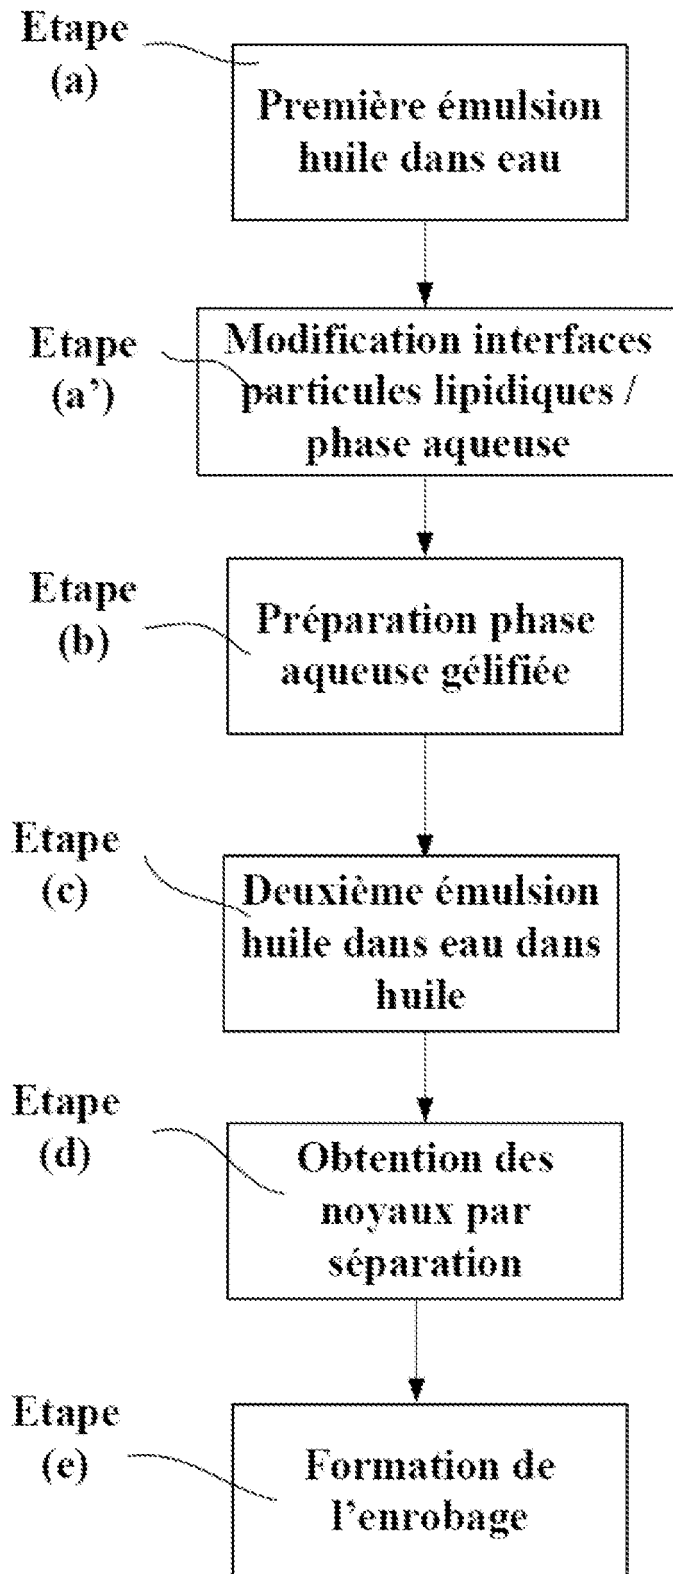 Etape
(a)
Première émulsion
huile dans eau
Etape
(a’)
Modification interfaces
particules lipidiques /
phase aqueuse
Etape
(b)
Préparation phase
aqueuse gélifiée
Etape
(c)
Deuxième émulsion
huile dans eau dans
huile
Etape
(d)
Obtention des
noyaux par
séparation
Etape
(e)
Formation de
l’enrobage